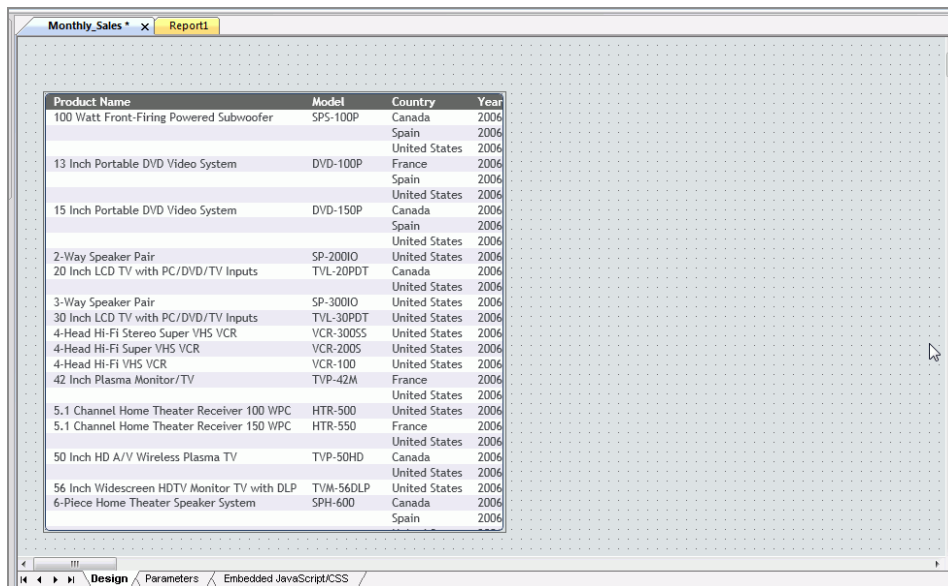 Monthly_Sales * x Report1
Product Name Model Country Year
100 Watt Front-Firing Powered Subwoofer SPS-100P Canada 2006
Spain 2006
United States 2006
13 Inch Portable DVD Video System DVD-100P France 2006
Spain 2006
United States 2006
15 Inch Portable DVD Video System DVD-150P Canada 2006
Spain 2006
United States 2006
2-Way Speaker Pair SP-200IO United States 2006
20 Inch LCD TV with PC/DVD/TV Inputs TVL-20PDT Canada 2006
United States 2006
3-Way Speaker Pair SP-300IO United States 2006
30 Inch LCD TV with PC/DVD/TV Inputs TVL-30PDT United States 2006
4-Head Hi-Fi Stereo Super VHS VCR VCR-300SS United States 2006
4-Head Hi-Fi Super VHS VCR VCR-200S United States 2006
4-Head Hi-Fi VHS VCR VCR-100 United States 2006
42 Inch Plasma Monitor/TV TVP-42M France 2006
United States 2006
5.1 Channel Home Theater Receiver 100 WPC HTR-500 United States 2006
5.1 Channel Home Theater Receiver 150 WPC HTR-550 France 2006
United States 2006
50 Inch HD A/V Wireless Plasma TV TVP-50HD Canada 2006
United States 2006
56 Inch Widescreen HDTV Monitor TV with DLP TVM-56DLP United States 2006
6-Piece Home Theater Speaker System SPH-600 Canada 2006
Spain 2006
Design Parameters Embedded JavaScript/CSS